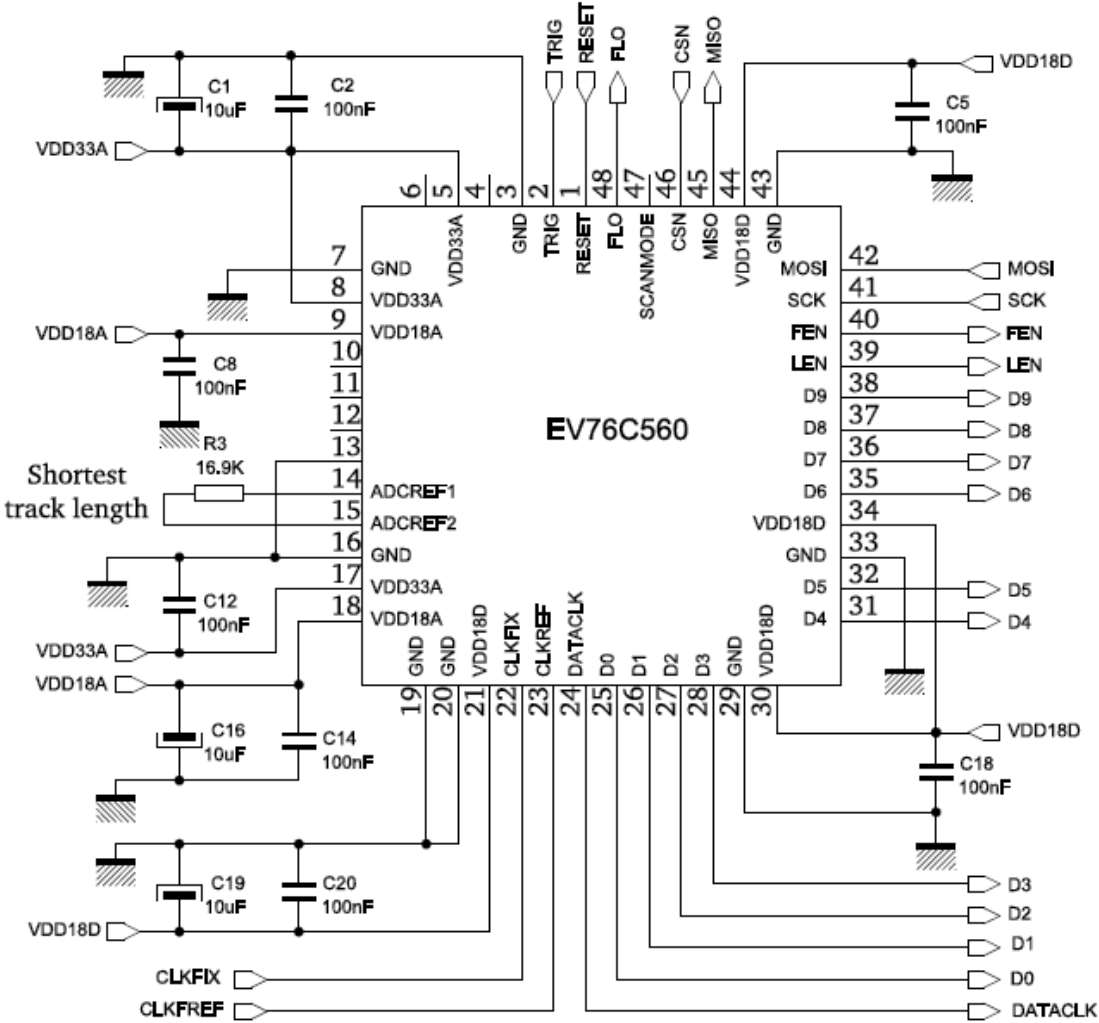 TRIG
RESET
FLO
CSN
MISO
VDD18D
C1
10uF
C2
100nF
C5
100nF
VDD33A
6
5
4
3
2
1
48
47
46
45
44
43
VDD33A
GND
TRIG
RESET
FLO
SCANMODE
CSN
MISO
VDD18D
GND
7
GND
8
VDD33A
9
VDD18A
VDD18A
10
11
12
13
14
ADCREF1
15
ADCREF2
16
GND
17
VDD33A
18
VDD18A
C8
100nF
R3
16.9K
Shortest
track length
C12
100nF
VDD33A
VDD18A
EV76C560
MOSI
42
MOSI
SCK
41
SCK
FEN
40
FEN
LEN
39
LEN
D9
38
D9
D8
37
D8
D7
36
D7
D6
35
D6
VDD18D
34
GND
33
D5
32
D5
D4
31
D4
GND
GND
VDD18D
CLKFIX
CLKREF
DATACLK
D0
D1
D2
D3
GND
VDD18D
19
20
21
22
23
24
25
26
27
28
29
30
C16
10uF
C14
100nF
VDD18D
C18
100nF
C19
10uF
C20
100nF
VDD18D
D3
D2
D1
CLKFIX
D0
CLKFREF
DATACLK